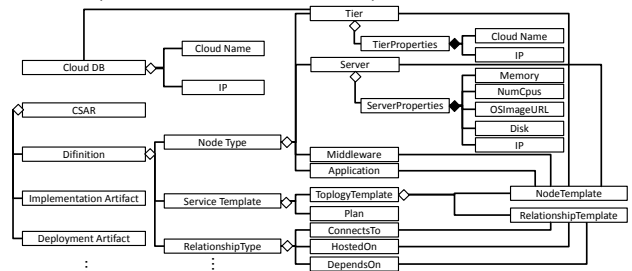 Tier
Cloud Name
TierProperties
Cloud Name
IP
Cloud DB
Server
IP
Memory
NumCpus
ServerProperties
OSImageURL
CSAR
Disk
Node Type
IP
Difinition
Middleware
Application
Implementation Artifact
Service Template
ToplogyTemplate
NodeTemplate
Plan
RelationshipTemplate
Deployment Artifact
RelationshipType
ConnectsTo
HostedOn
DependsOn
:
: